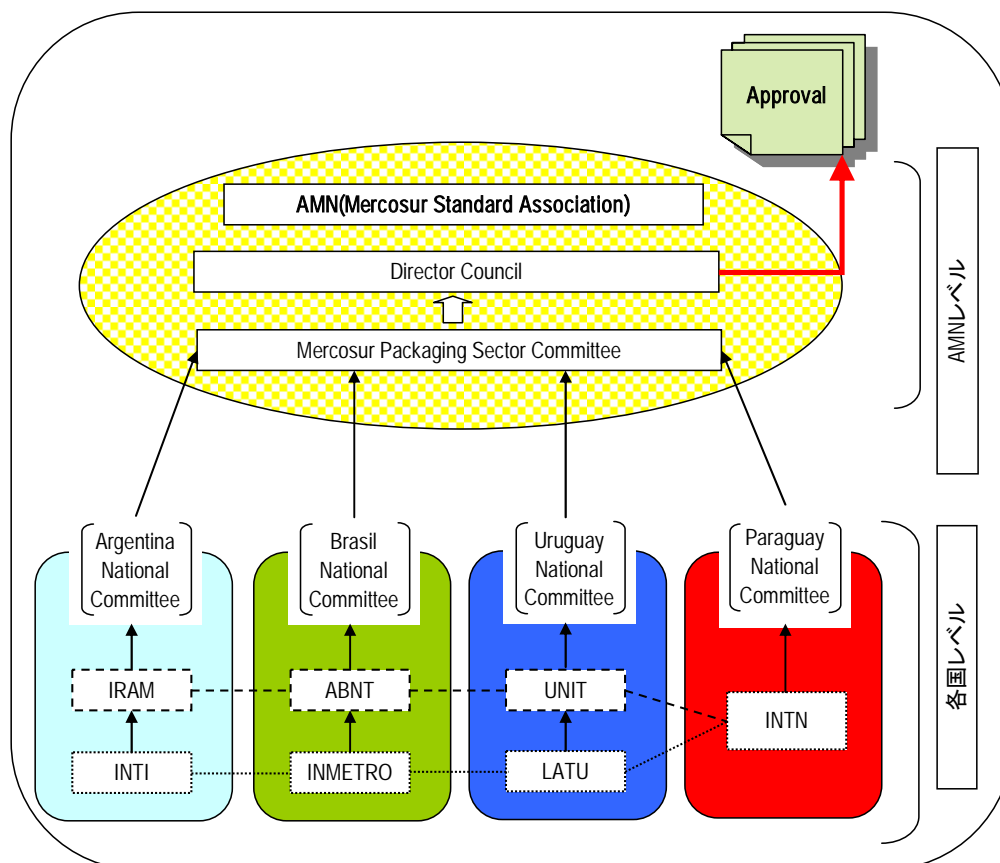 Approval
AMN(Mercosur Standard Association)
Director Council
Mercosur Packaging Sector Committee
AMNレベル
Argentina
National
Committee
Brasil
National
Committee
Uruguay
National
Committee
Paraguay
National
Committee
IRAM
ABNT
UNIT
INTN
INTI
INMETRO
LATU
各国レベル